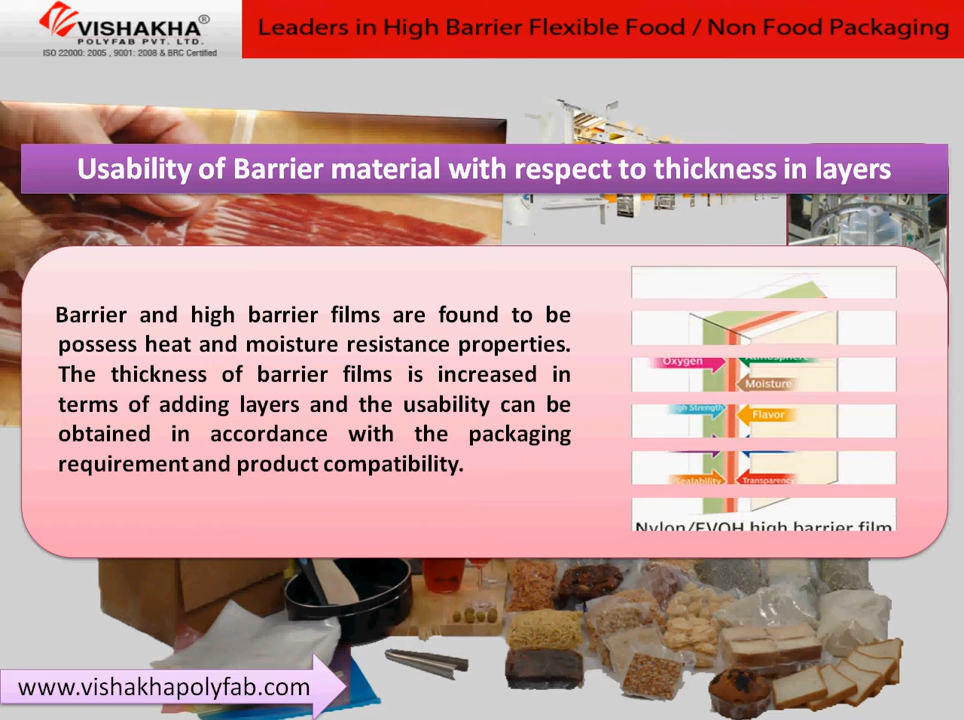 VISHAKHA®
POLYFAB PVT. LTD.
ISO 22000: 2005 , 9001: 2008 & BRC Certified
Leaders in High Barrier Flexible Food / Non Food Packaging
Usability of Barrier material with respect to thickness in layers
Barrier and high barrier films are found to be
possess heat and moisture resistance properties.
The thickness of barrier films is increased in
terms of adding layers and the usability can be
obtained in accordance with the packaging
requirement and product compatibility.
Oxygen
Moisture
High Strength
Flavor
Sealability
Transparency
Nylon/EVOH high barrier film
www.vishakhapolyfab.com